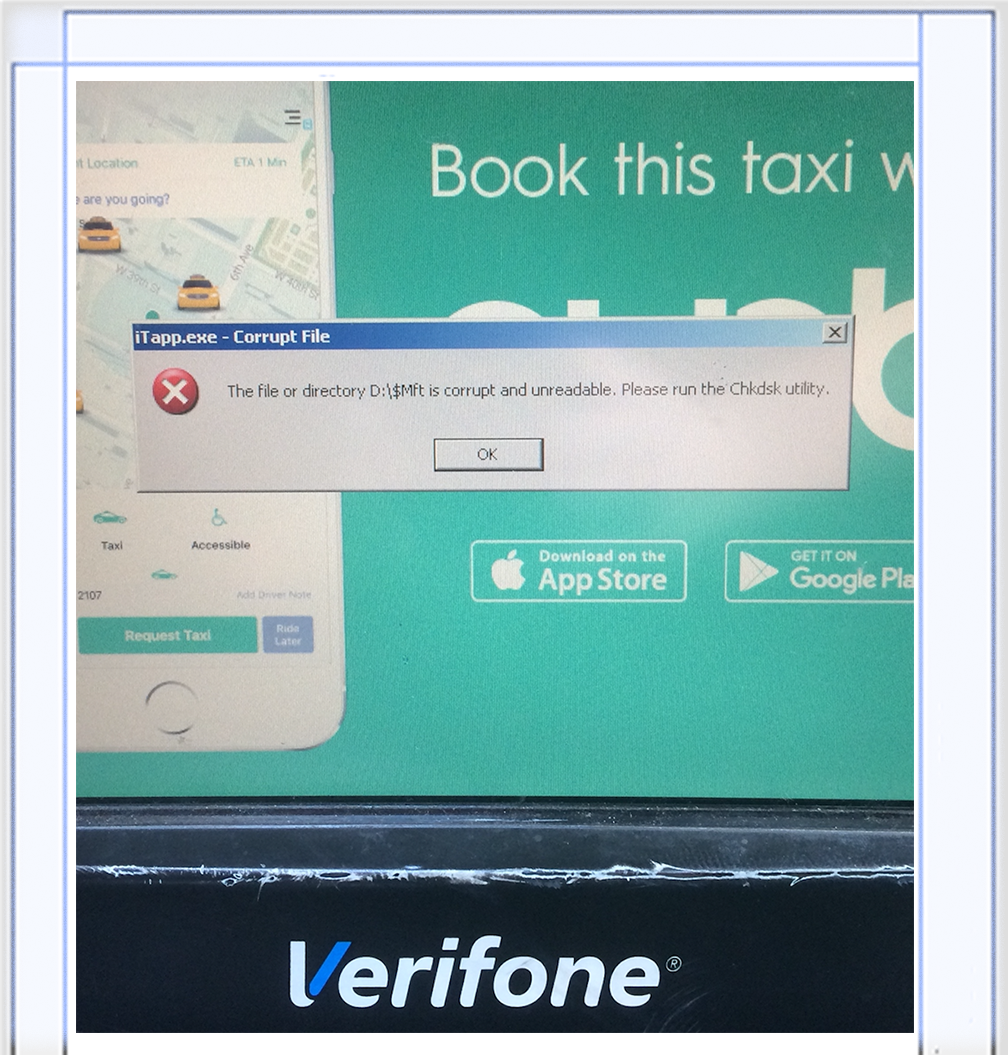 t Location
ETA 1 Min
e are you going?
W 39th St
6th Ave
W 40th St
Book this taxi w
iTapp.exe - Corrupt File
The file or directory D:\$Mft is corrupt and unreadable. Please run the Chkdsk utility.
OK
Taxi
Accessible
2107
Add Driver Note
Request Taxi
Ride
Later
Download on the
App Store
GET IT ON
Google Pla
Verifone®